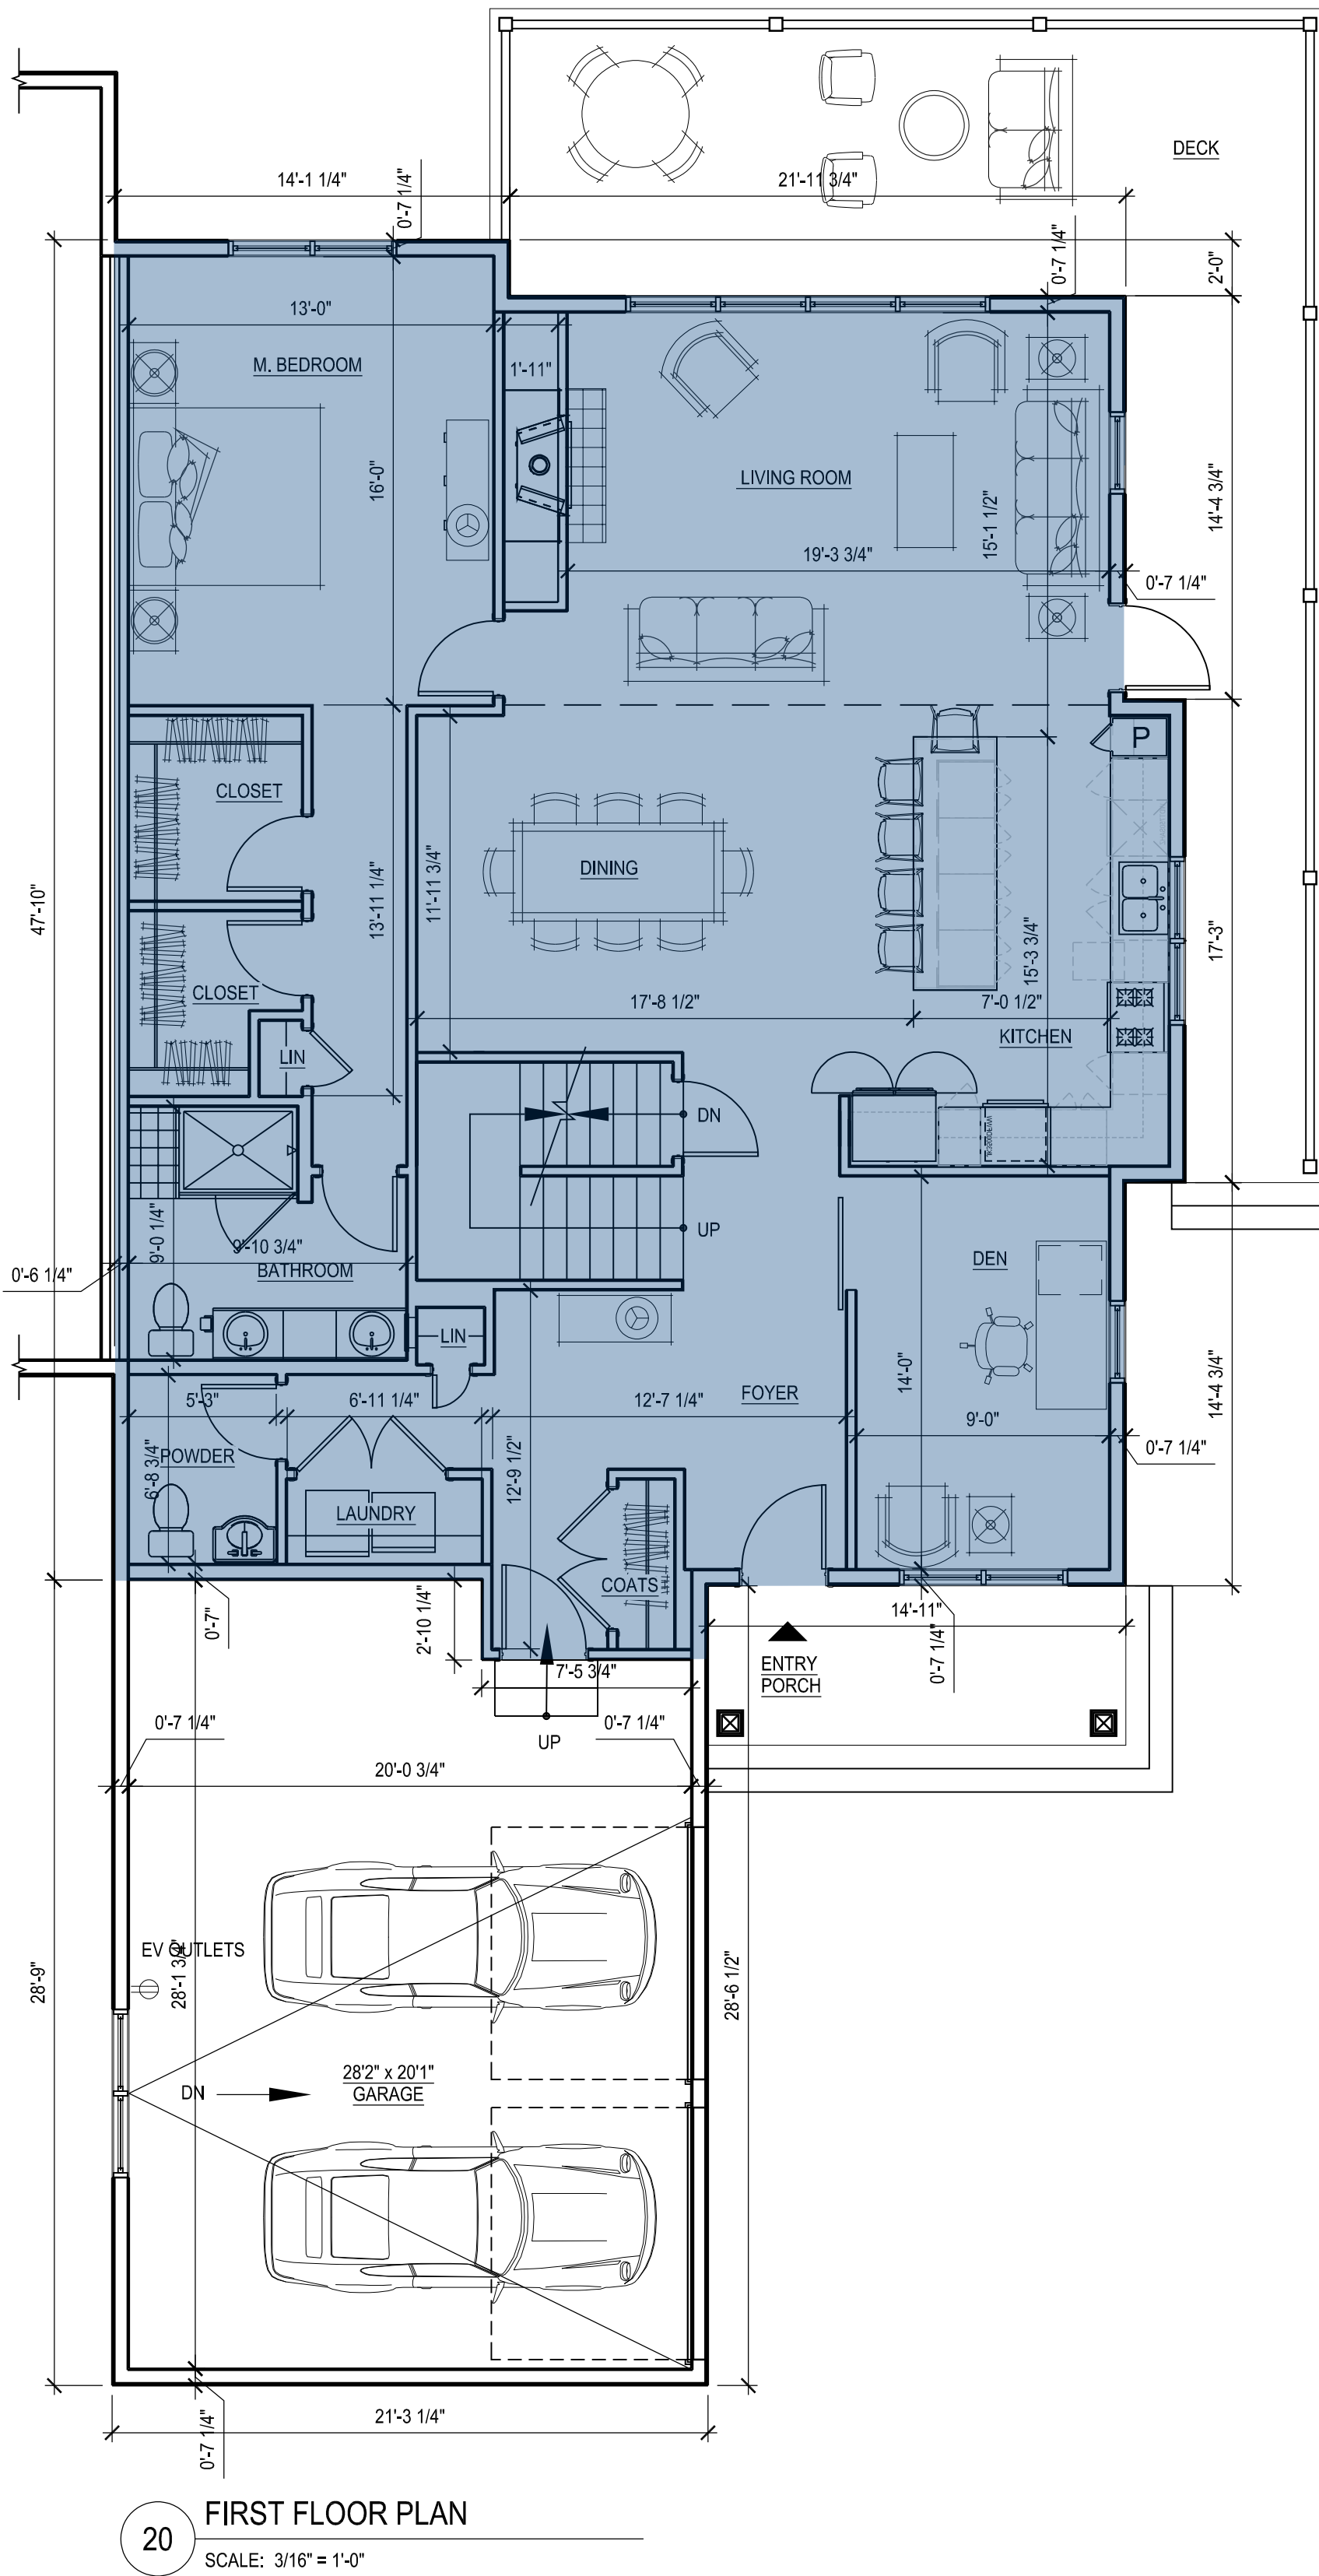 DECK
14'-1 1/4"
0'-7 1/4"
21'-11 3/4"
0'-7 1/4"
2'-0"
13'-0"
M. BEDROOM
1'-11"
16'-0"
LIVING ROOM
15'-1 1/2"
14'-4 3/4"
19'-3 3/4"
0'-7 1/4"
P
CLOSET
DINING
11'-11 3/4"
13'-11 1/4"
47'-10"
15'-3 3/4"
17'-3"
CLOSET
17'-8 1/2"
7'-0 1/2"
KITCHEN
LIN
DN
UP
9'-0 1/4"
9'-10 3/4"
BATHROOM
0'-6 1/4"
DEN
LIN
14'-0"
14'-4 3/4"
5'-3"
6'-11 1/4"
12'-7 1/4"
FOYER
9'-0"
0'-7 1/4"
POWDER
6'-8 3/4"
12'-9 1/2"
LAUNDRY
COATS
0'-7"
2'-10 1/4"
14'-11"
0'-7 1/4"
ENTRY
PORCH
7'-5 3/4"
UP
0'-7 1/4"
0'-7 1/4"
20'-0 3/4"
EV OUTLETS
28'-1 3/4"
28'-9"
28'-6 1/2"
28'2" x 20'1"
GARAGE
DN
21'-3 1/4"
0'-7 1/4"
20
FIRST FLOOR PLAN
SCALE: 3/16" = 1'-0"